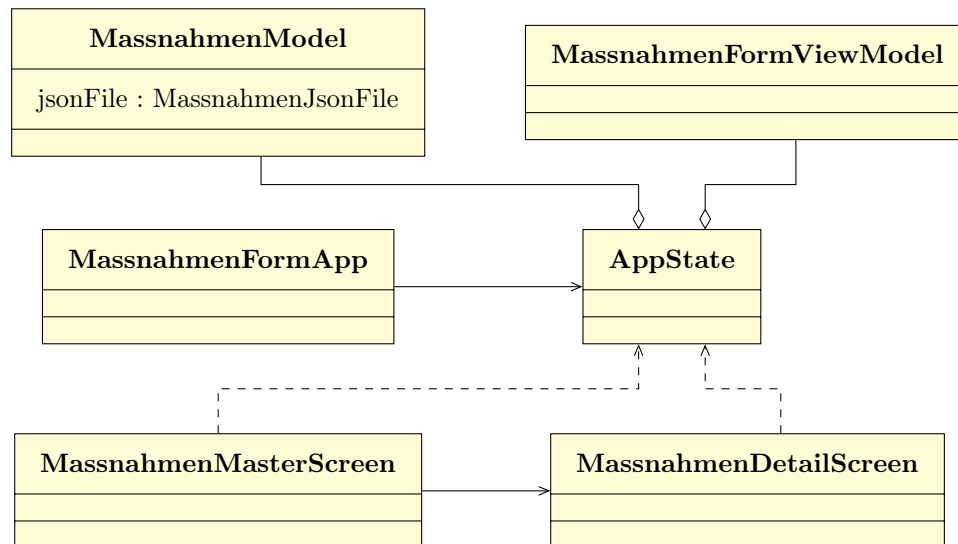 MassnahmenModel
jsonFile : MassnahmenJsonFile
MassnahmenFormViewModel
MassnahmenFormApp
AppState
MassnahmenMasterScreen
MassnahmenDetailScreen